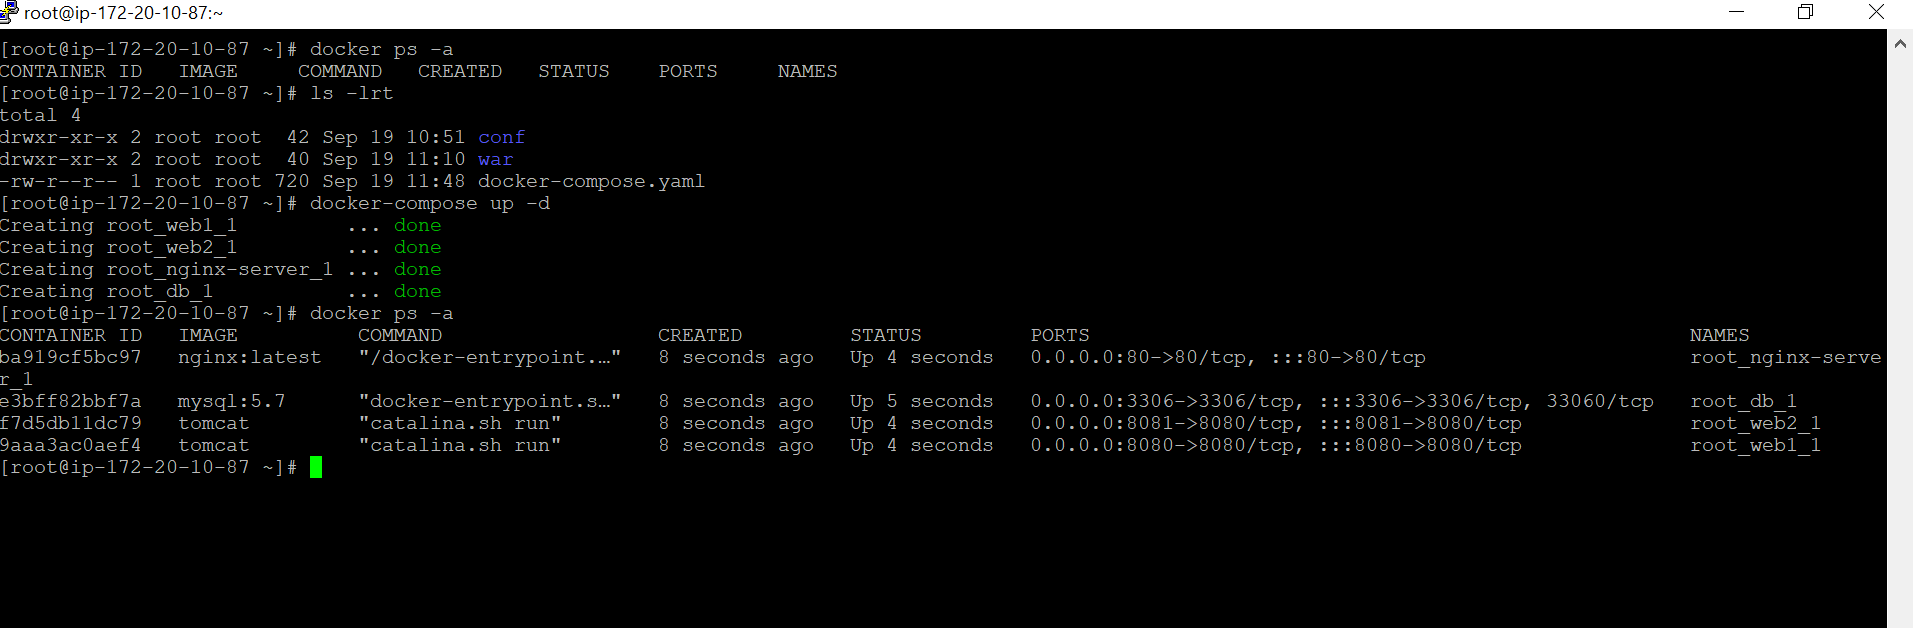 root@ip-172-20-10-87:~
[root@ip-172-20-10-87 ~]# docker ps -a
CONTAINER ID   IMAGE     COMMAND   CREATED   STATUS    PORTS     NAMES
[root@ip-172-20-10-87 ~]# ls -lrt
total 4
drwxr-xr-x 2 root root  42 Sep 19 10:51 conf
drwxr-xr-x 2 root root  40 Sep 19 11:10 war
-rw-r--r-- 1 root root 720 Sep 19 11:48 docker-compose.yaml
[root@ip-172-20-10-87 ~]# docker-compose up -d
Creating root_web1_1         ... done
Creating root_web2_1         ... done
Creating root_nginx-server_1 ... done
Creating root_db_1           ... done
[root@ip-172-20-10-87 ~]# docker ps -a
CONTAINER ID   IMAGE          COMMAND                  CREATED         STATUS         PORTS                                                  NAMES
ba919cf5bc97   nginx:latest   "/docker-entrypoint.…"   8 seconds ago   Up 4 seconds   0.0.0.0:80->80/tcp, :::80->80/tcp                      root_nginx-serve
r_1
e3bff82bbf7a   mysql:5.7      "docker-entrypoint.s…"   8 seconds ago   Up 5 seconds   0.0.0.0:3306->3306/tcp, :::3306->3306/tcp, 33060/tcp   root_db_1
f7d5db11dc79   tomcat         "catalina.sh run"        8 seconds ago   Up 4 seconds   0.0.0.0:8081->8080/tcp, :::8081->8080/tcp              root_web2_1
9aaa3ac0aef4   tomcat         "catalina.sh run"        8 seconds ago   Up 4 seconds   0.0.0.0:8080->8080/tcp, :::8080->8080/tcp              root_web1_1
[root@ip-172-20-10-87 ~]#